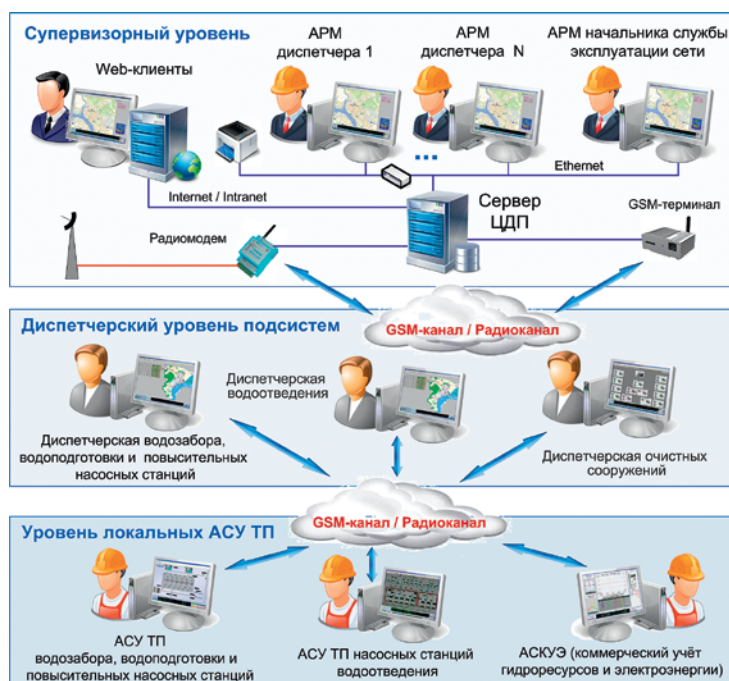 Супервизорный уровень
Web-клиенты
АРМ
диспетчера 1
АРМ
диспетчера N
АРМ начальника службы
эксплуатации сети
Ethernet
Internet / Intranet
Сервер
ЦДП
GSM-терминал
Радиомодем
GSM-канал / Радиоканал
Диспетчерский уровень подсистем
Диспетчерская
водоотведения
Диспетчерская водозабора,
водоподготовки и повысительных
насосных станций
Диспетчерская очистных
сооружений
GSM-канал / Радиоканал
Уровень локальных АСУ ТП
АСУ ТП
водозабора, водоподготовки и
повысительных насосных станций
АСУ ТП насосных станций
водоотведения
АСКУЭ (коммерческий учёт
гидроресурсов и электроэнергии)